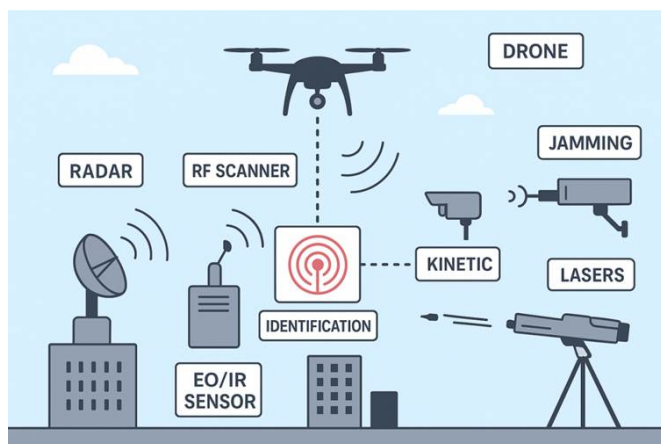 DRONE
JAMMING
RADAR
RF SCANNER
KINETIC
LASERS
IDENTIFICATION
EO/IR
SENSOR